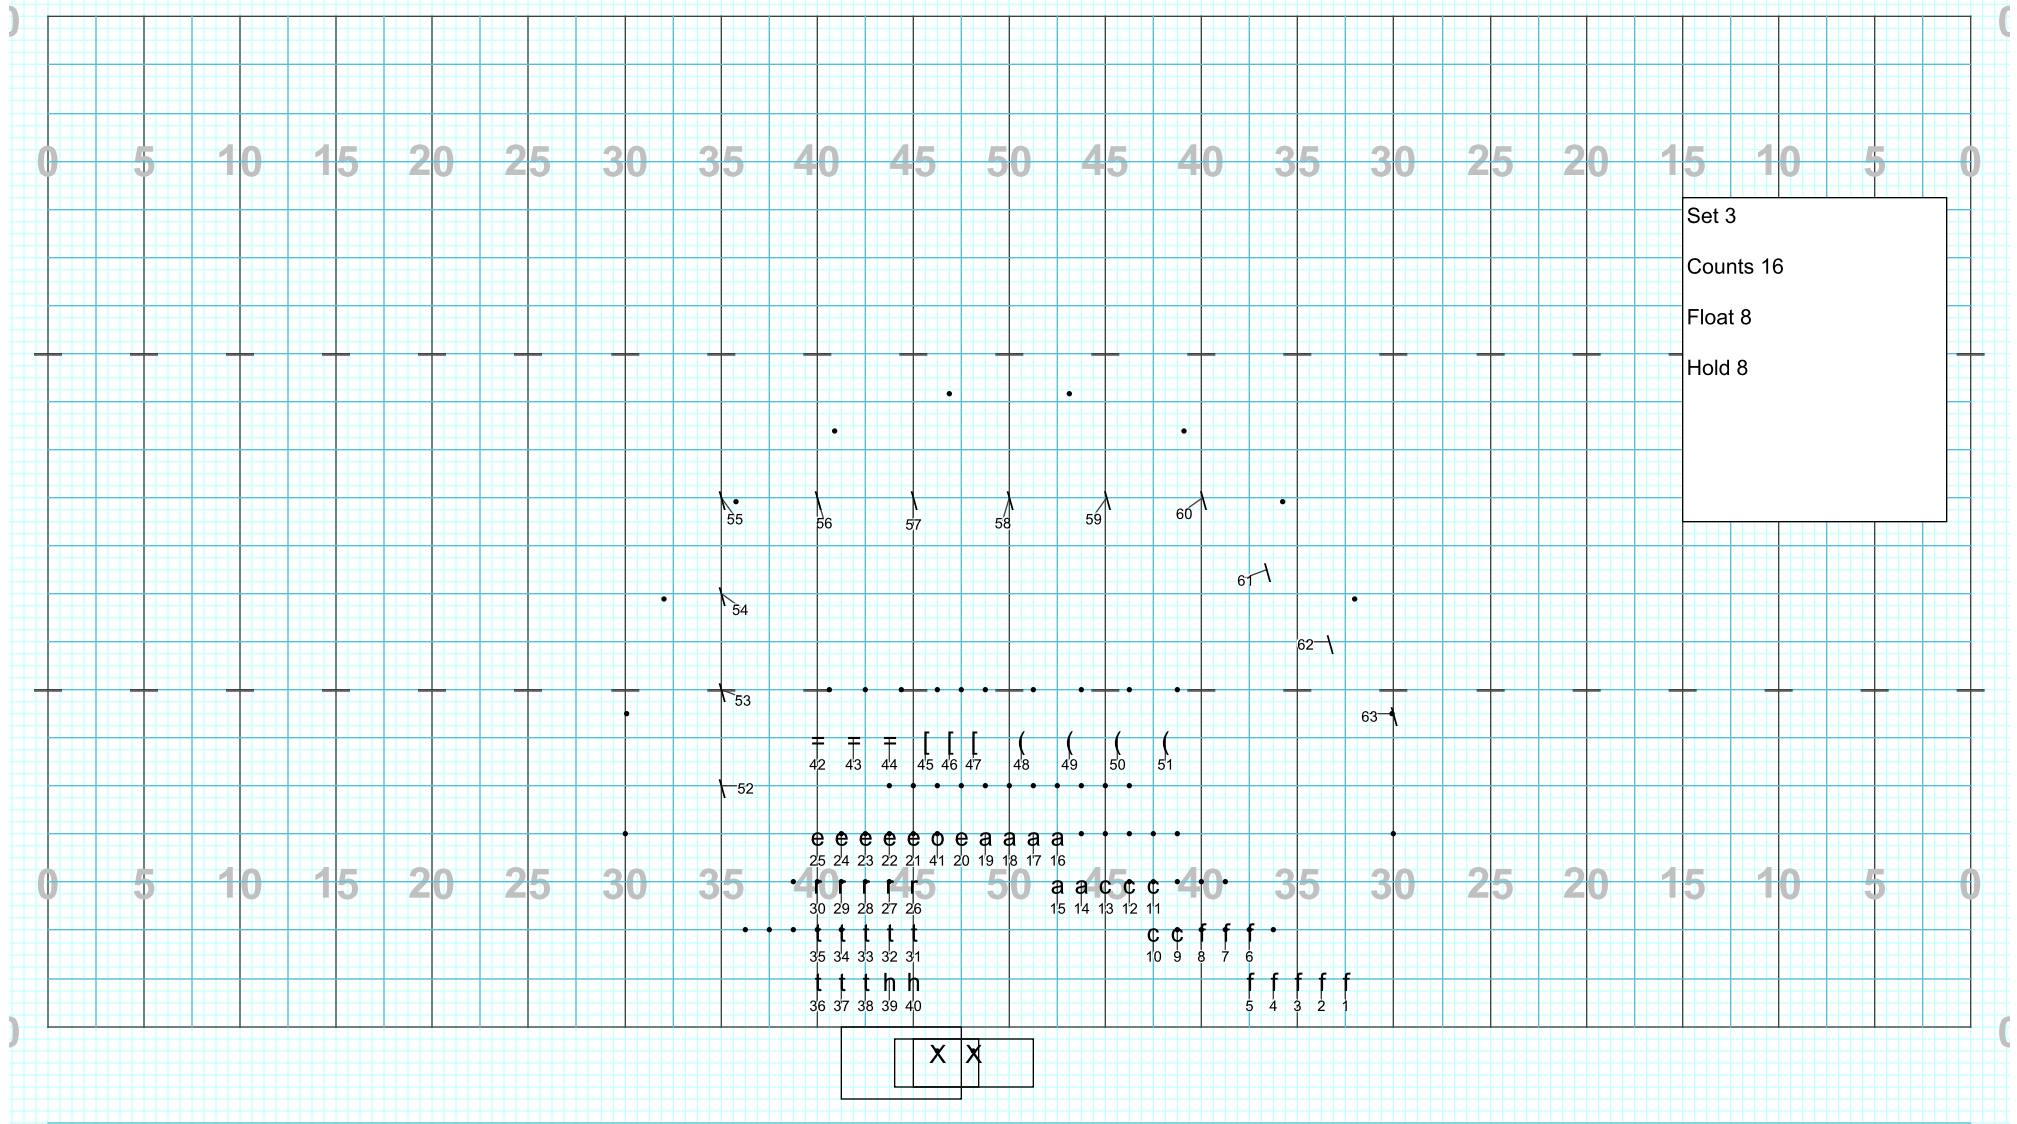 0 0
0 5 10 15 20 25 30 35 40 45 50 45 40 35 30 25 20 15 10 5 0
Set 3
Counts 16
Float 8
Hold 8
\ \ \ \ \ \
55 56 57 58 59 60
\
61
\
54
\
62
\
53
\
63
= = = [ [ [ ( ( ( (
42 43 44 45 46 47 48 49 50 51
\
52
e e e e e o e a a a a
25 24 23 22 21 41 20 19 18 17 16
0 5 10 15 20 25 30 35 40 45 50 45 40 35 30 25 20 15 10 5 0
r r r r r a a c c c
30 29 28 27 26 15 14 13 12 11
t t t t t c c f f f
35 34 33 32 31 10 9 8 7 6
t t t h h f f f f f
36 37 38 39 40 5 4 3 2 1
0 0
X X